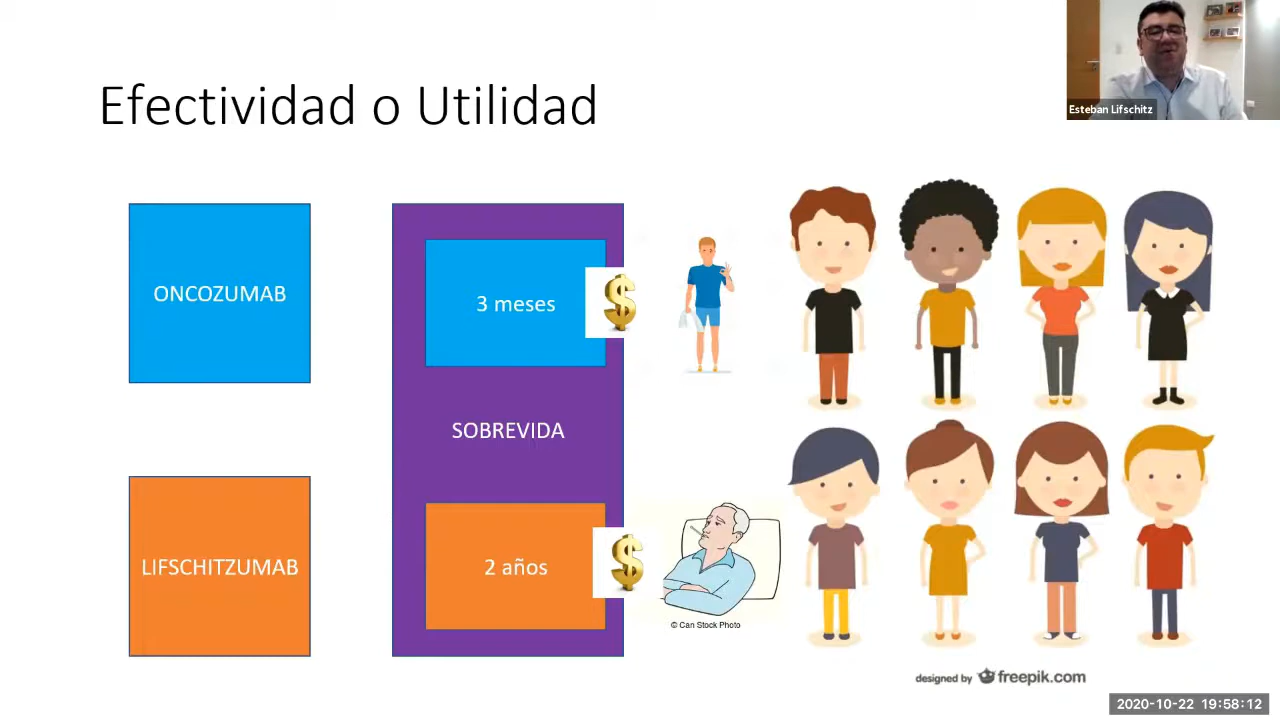 Efectividad o Utilidad
Esteban Lifschitz
ONCOZUMAB
3 meses
$
SOBREVIDA
LIFSCHITZUMAB
2 años
$
© Can Stock Photo
designed by freepik.com
2020-10-22 19:58:12